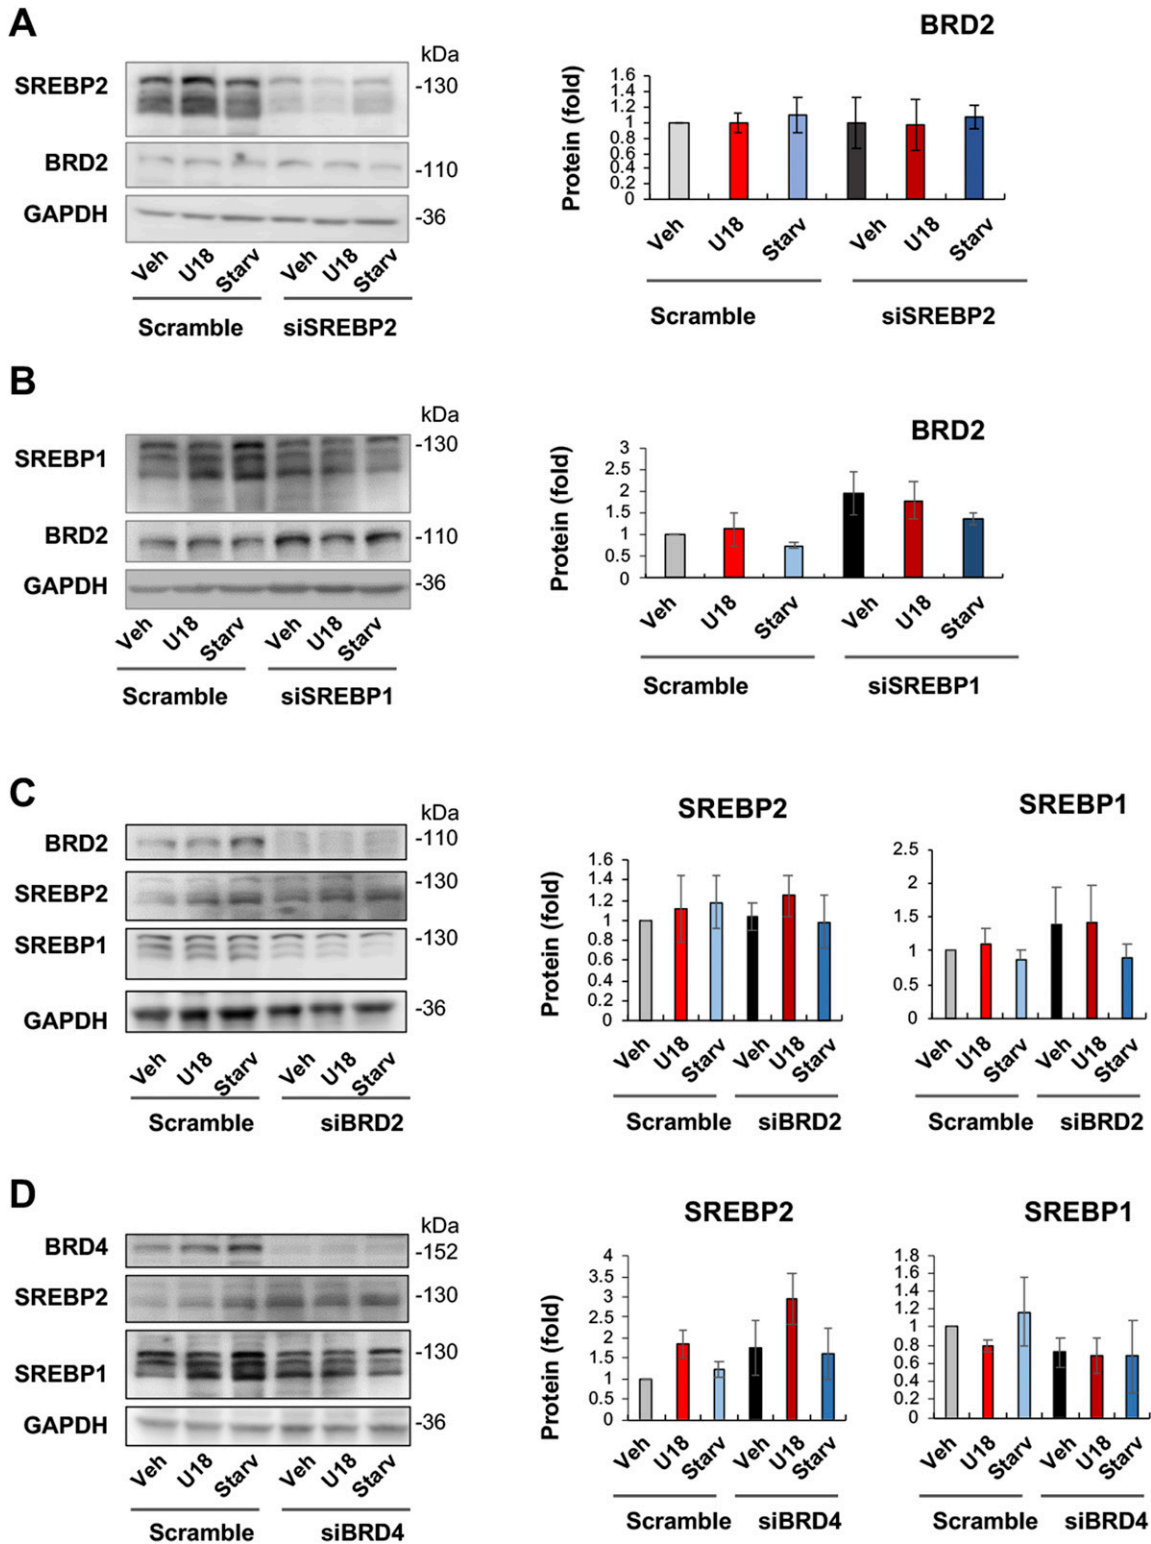 A
kDa
SREBP2
-130
BRD2
-110
GAPDH
-36
Veh U18 Starv Veh U18 Starv
Scramble siSREBP2
BRD2
Protein (fold)
1.6
1.4
1.2
1
0.8
0.6
0.4
0.2
0
Veh U18 Starv Veh U18 Starv
Scramble siSREBP2
B
kDa
SREBP1
-130
BRD2
-110
GAPDH
-36
Veh U18 Starv Veh U18 Starv
Scramble siSREBP1
BRD2
Protein (fold)
3
2.5
2
1.5
1
0.5
0
Veh U18 Starv Veh U18 Starv
Scramble siSREBP1
C
kDa
BRD2
-110
SREBP2
-130
SREBP1
-130
GAPDH
-36
Veh U18 Starv Veh U18 Starv
Scramble siBRD2
SREBP2
Protein (fold)
1.6
1.4
1.2
1
0.8
0.6
0.4
0.2
0
Veh U18 Starv Veh U18 Starv
Scramble siBRD2
SREBP1
2.5
2
1.5
1
0.5
0
Veh U18 Starv Veh U18 Starv
Scramble siBRD2
D
kDa
BRD4
-152
SREBP2
-130
SREBP1
-130
GAPDH
-36
Veh U18 Starv Veh U18 Starv
Scramble siBRD4
SREBP2
Protein (fold)
4
3.5
3
2.5
2
1.5
1
0.5
0
Veh U18 Starv Veh U18 Starv
Scramble siBRD4
SREBP1
1.8
1.6
1.4
1.2
1
0.8
0.6
0.4
0.2
0
Veh U18 Starv Veh U18 Starv
Scramble siBRD4